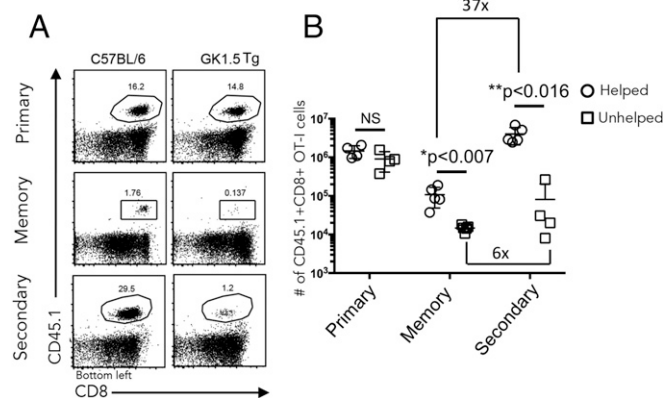 A
C57BL/6
GK1.5 Tg
Primary
16.2
14.8
Memory
1.76
0.137
Secondary
29.5
1.2
CD45.1
Bottom left
CD8
B
37x
**p<0.016
Helped
Unhelped
NS
*p<0.007
# of CD45.1+CD8+ OT-I cells
10⁷
10⁶
10⁵
10⁴
10³
6x
Primary
Memory
Secondary